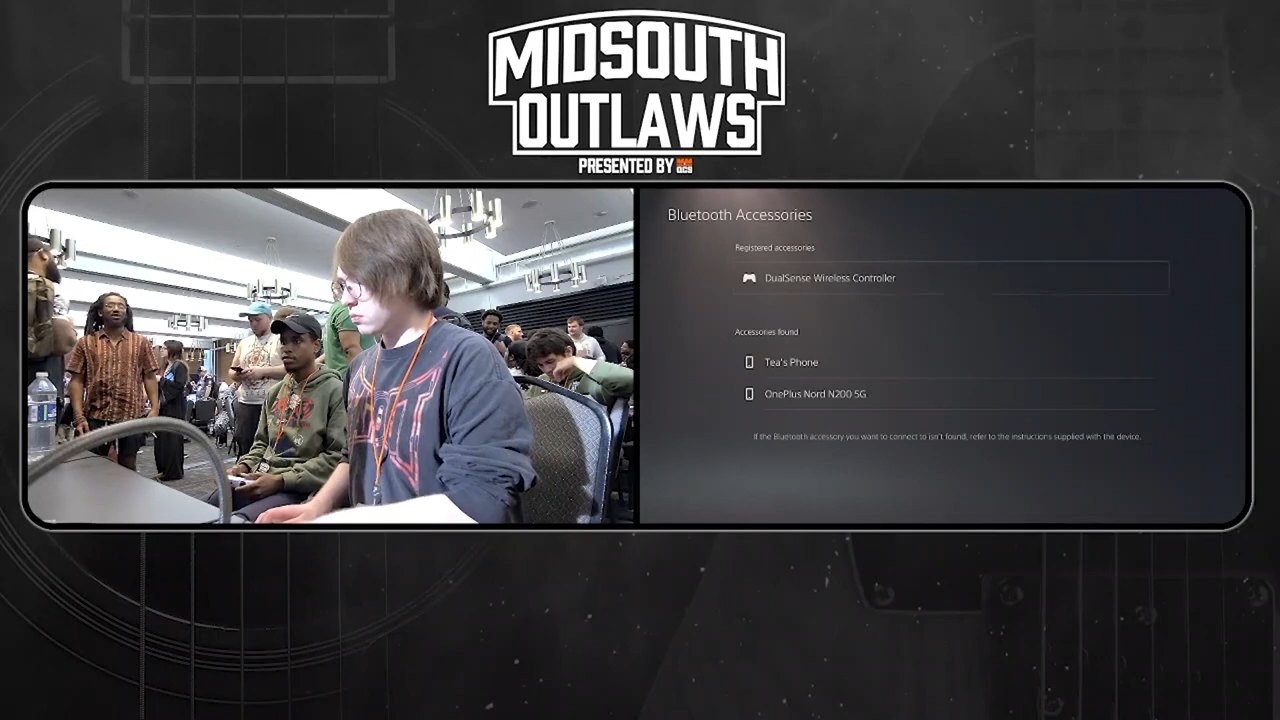 MIDSOUTH
OUTLAWS
PRESENTED BY QCS
Bluetooth Accessories
Registered accessories
DualSense Wireless Controller
Accessories found
Tea's Phone
OnePlus Nord N200 5G
If the Bluetooth accessory you want to connect to isn't found, refer to the instructions supplied with the device.